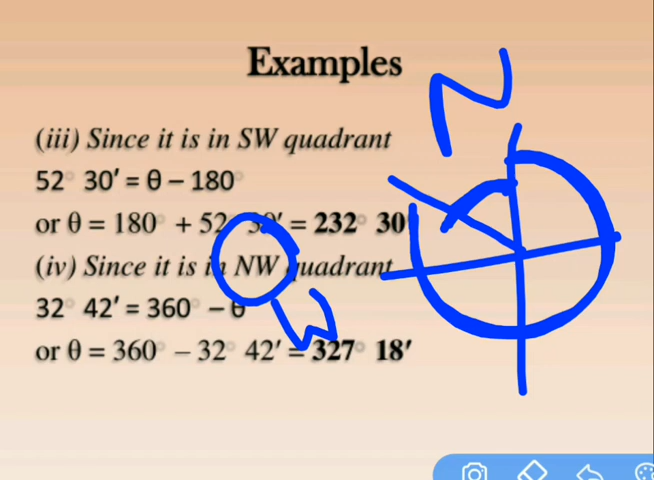 Examples
N
(iii) Since it is in SW quadrant
52° 30′ = θ – 180°
or θ = 180° + 52° 30′ = 232° 30′
(iv) Since it is in NW quadrant
32° 42′ = 360° – θ
or θ = 360° – 32° 42′ = 327° 18′